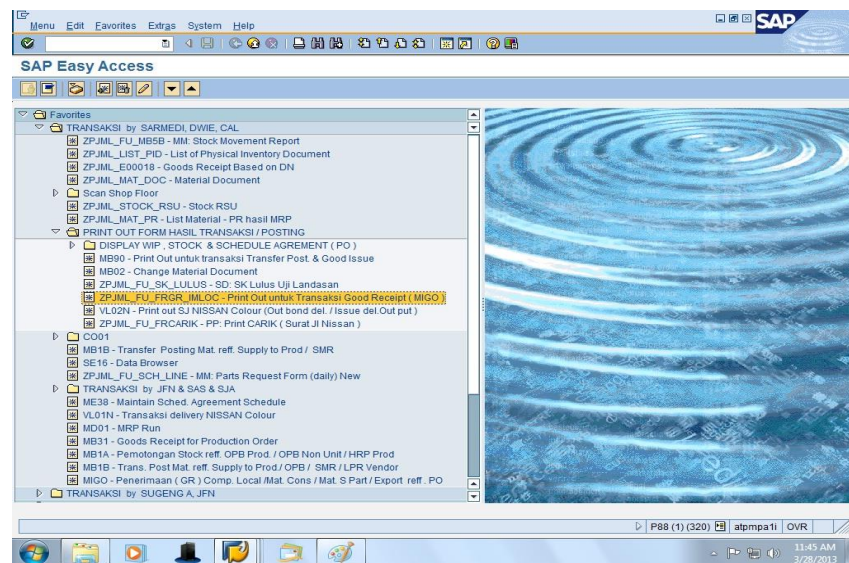 Menu Edit Favorites Extras System Help
SAP
SAP Easy Access
Favorites
TRANSAKSI by SARMEDI, DWIE, CAL
ZPJML_FU_MB5B - MM: Stock Movement Report
ZPJML_LIST_PID - List of Physical Inventory Document
ZPJML_E00018 - Goods Receipt Based on DN
ZPJML_MAT_DOC - Material Document
Scan Shop Floor
ZPJML_STOCK_RSU - Stock RSU
ZPJML_MAT_PR - List Material - PR hasil MRP
PRINT OUT FORM HASIL TRANSAKSI / POSTING
DISPLAY WIP , STOCK & SCHEDULE AGREMENT ( PO )
MB90 - Print Out untuk transaksi Transfer Post. & Good Issue
MB02 - Change Material Document
ZPJML_FU_SK_LULUS - SD: SK Lulus Uji Landasan
ZPJML_FU_FRGR_IMLOC - Print Out untuk Transaksi Good Receipt ( MIGO )
VL02N - Print out SJ NISSAN Colour (Out bond del. / Issue del.Out put )
ZPJML_FU_FRCARIK - PP: Print CARIK ( Surat Jl Nissan )
CO01
MB1B - Transfer Posting Mat. reff. Supply to Prod / SMR
SE16 - Data Browser
ZPJML_FU_SCH_LINE - MM: Parts Request Form (daily) New
TRANSAKSI by JFN & SAS & SJA
ME38 - Maintain Sched. Agreement Schedule
VL01N - Transaksi delivery NISSAN Colour
MD01 - MRP Run
MB31 - Goods Receipt for Production Order
MB1A - Pemotongan Stock reff. OPB Prod. / OPB Non Unit / HRP Prod
MB1B - Trans. Post Mat. reff. Supply to Prod./ OPB / SMR / LPR Vendor
MIGO - Penerimaan ( GR ) Comp. Local /Mat. Cons / Mat. S Part / Export reff . PO
TRANSAKSI by SUGENG A, JFN
P88 (1) (320) atpmpa1i OVR
11:45 AM
3/28/2013